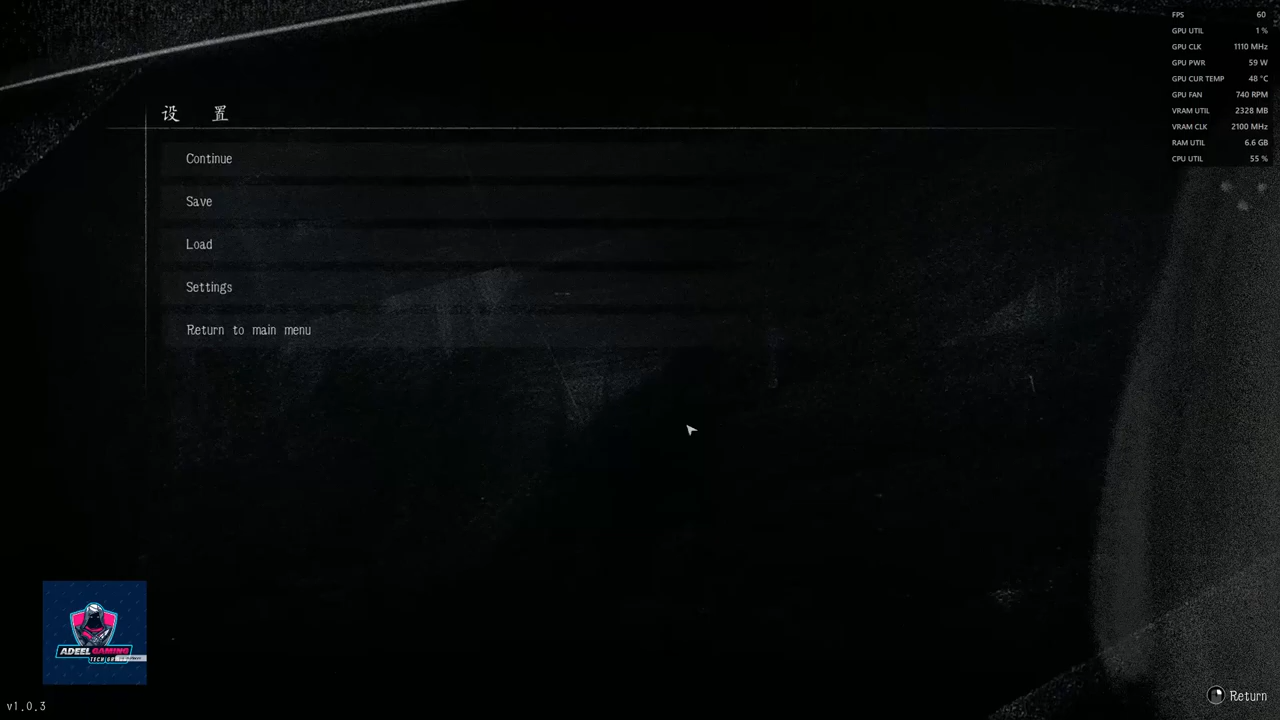 FPS 60
GPU UTIL 1 %
GPU CLK 1110 MHz
GPU PWR 59 W
GPU CUR TEMP 48 °C
GPU FAN 740 RPM
VRAM UTIL 2328 MB
VRAM CLK 2100 MHz
RAM UTIL 6.6 GB
CPU UTIL 55 %
设 置
Continue
Save
Load
Settings
Return to main menu
ADEEL GAMING
TECH
v1.0.3
Return